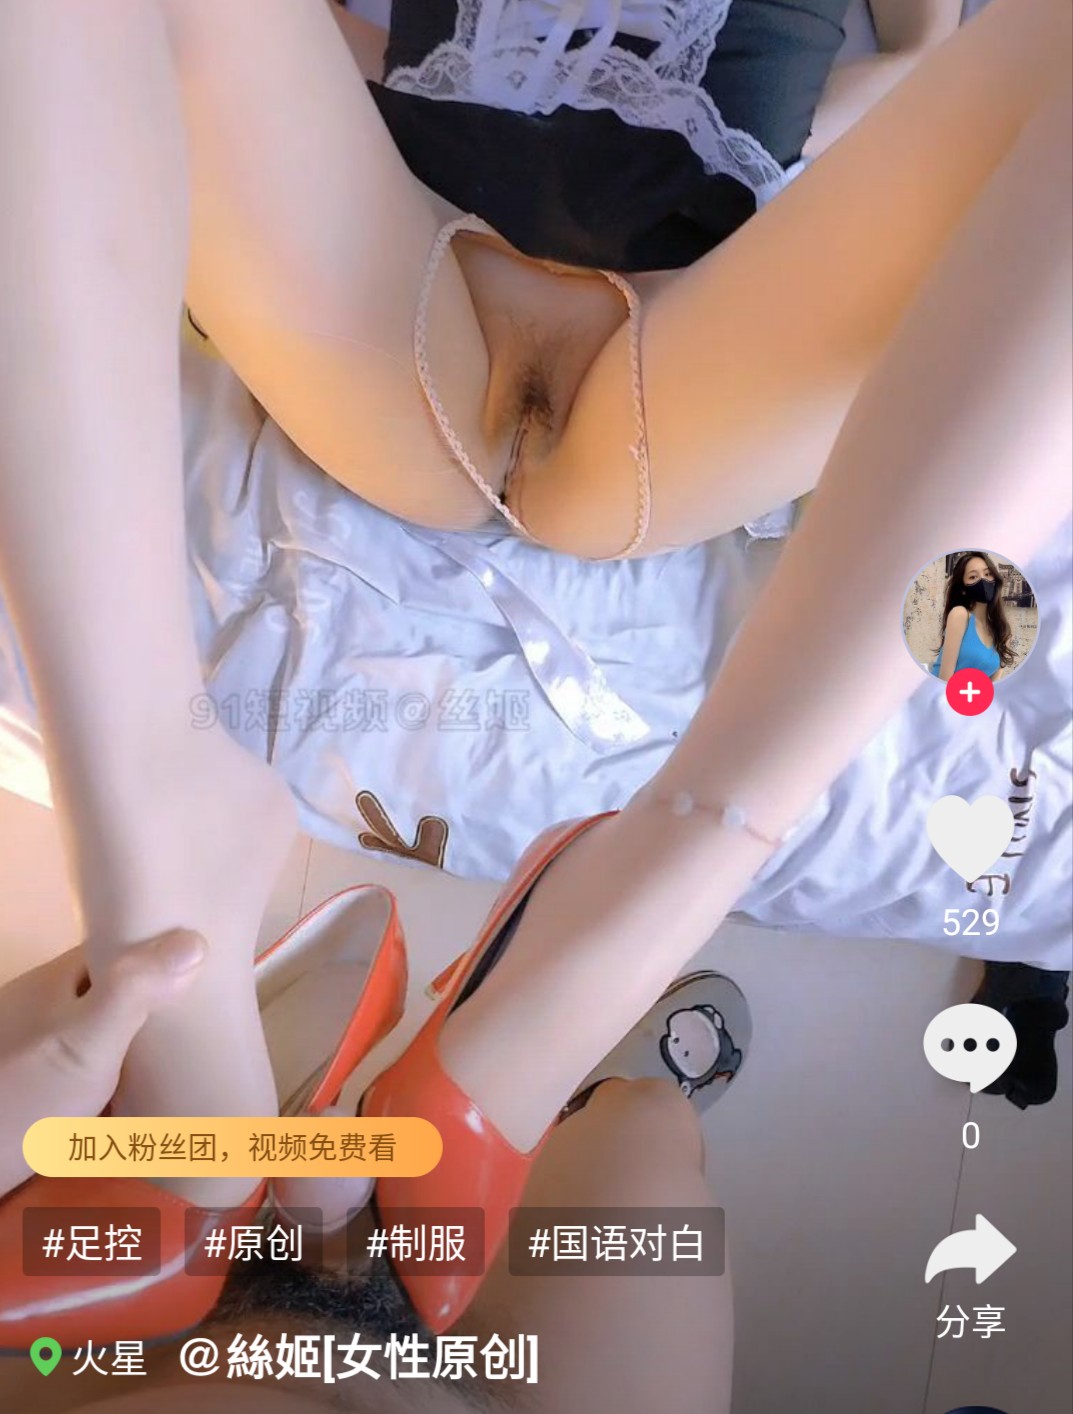 91短视频@丝姬
SMILE
529
0
加入粉丝团，视频免费看
#足控 #原创 #制服 #国语对白
分享
火星 @絲姬[女性原创]